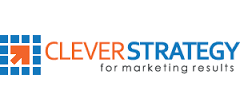 CLEVERSTRATEGY
for marketing results